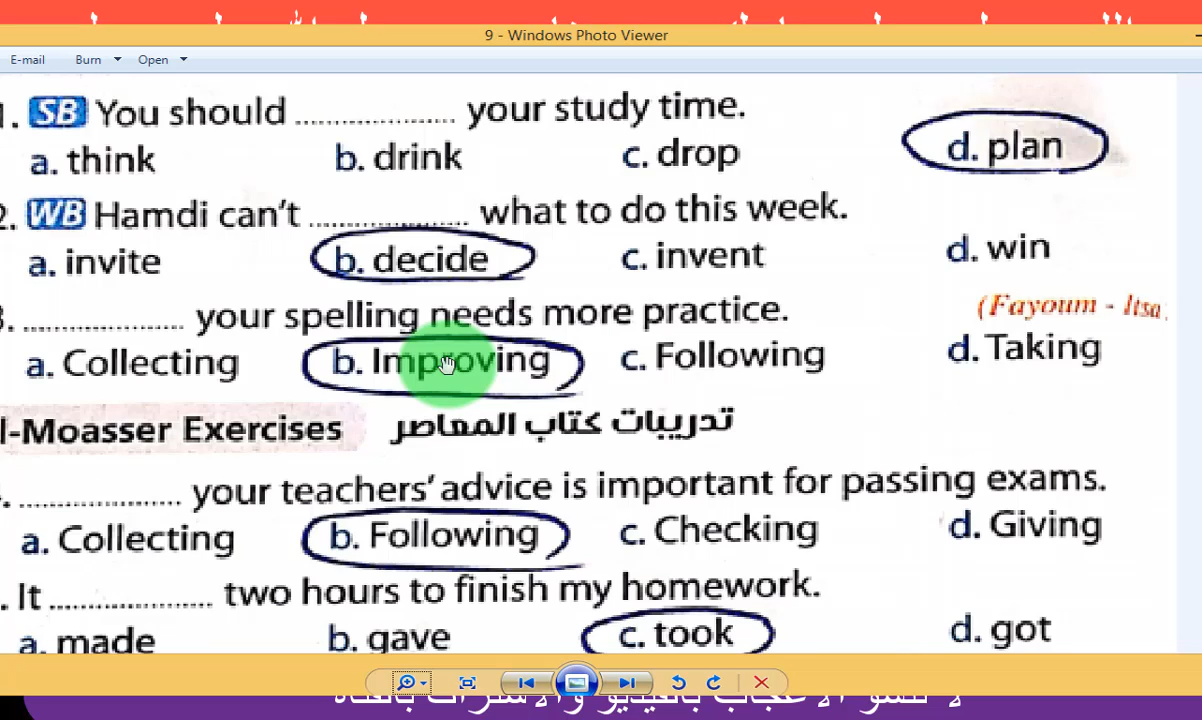 9 - Windows Photo Viewer
E-mail Burn Open
1. SB You should .................... your study time.
a. think b. drink c. drop d. plan
2. WB Hamdi can't .................... what to do this week.
a. invite b. decide c. invent d. win
3. .................... your spelling needs more practice. (Fayoum - Itsa
a. Collecting b. Improving c. Following d. Taking
l-Moasser Exercises تدريبات كتاب المعاصر
.................... your teachers' advice is important for passing exams.
a. Collecting b. Following c. Checking d. Giving
. It .................... two hours to finish my homework.
a. made b. gave c. took d. got